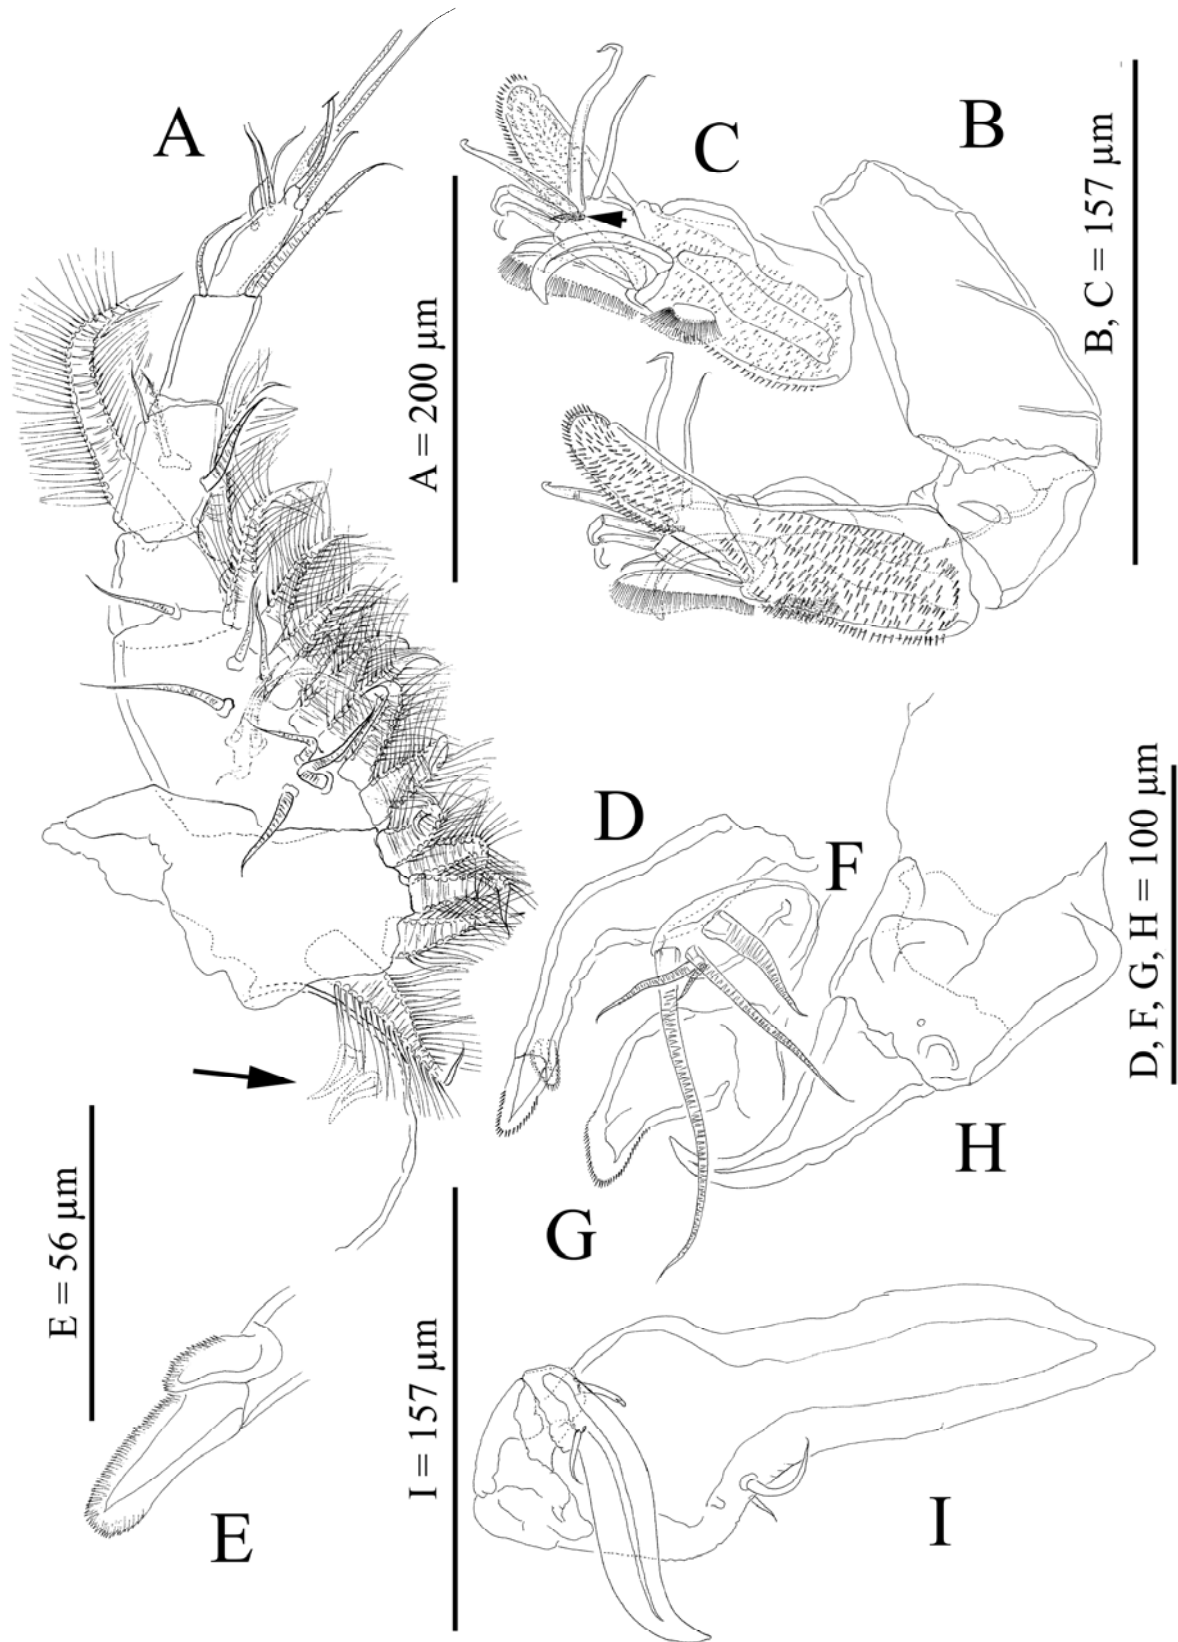 A
C
B
B, C = 157 µm
A = 200 µm
D
F
D, F, G, H = 100 µm
H
G
E = 56 µm
I = 157 µm
E
I